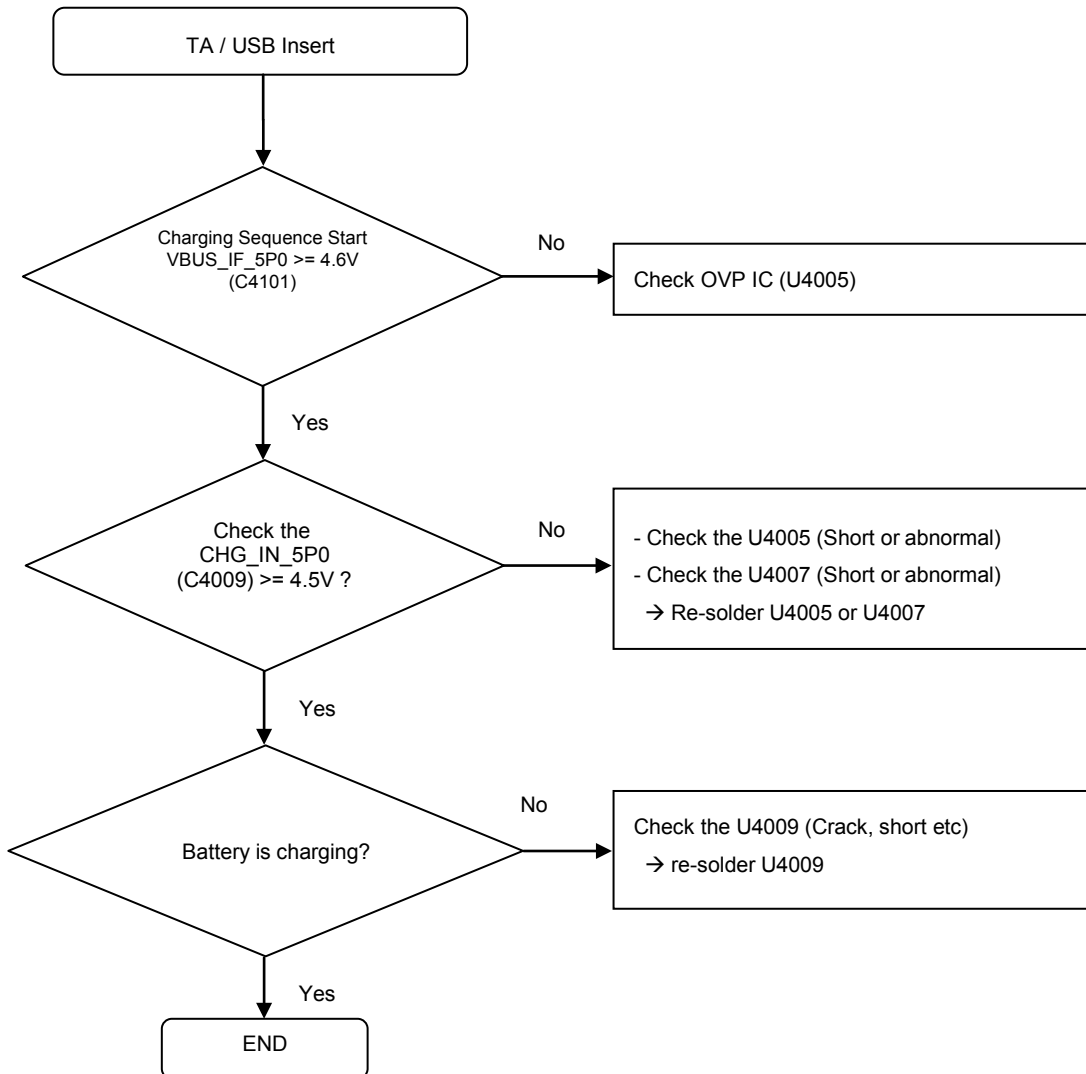 TA / USB Insert
Charging Sequence Start
VBUS_IF_5P0 >= 4.6V
(C4101)
No
Check OVP IC (U4005)
Yes
Check the
CHG_IN_5P0
(C4009) >= 4.5V ?
No
- Check the U4005 (Short or abnormal)
- Check the U4007 (Short or abnormal)
→ Re-solder U4005 or U4007
Yes
Battery is charging?
No
Check the U4009 (Crack, short etc)
→ re-solder U4009
Yes
END